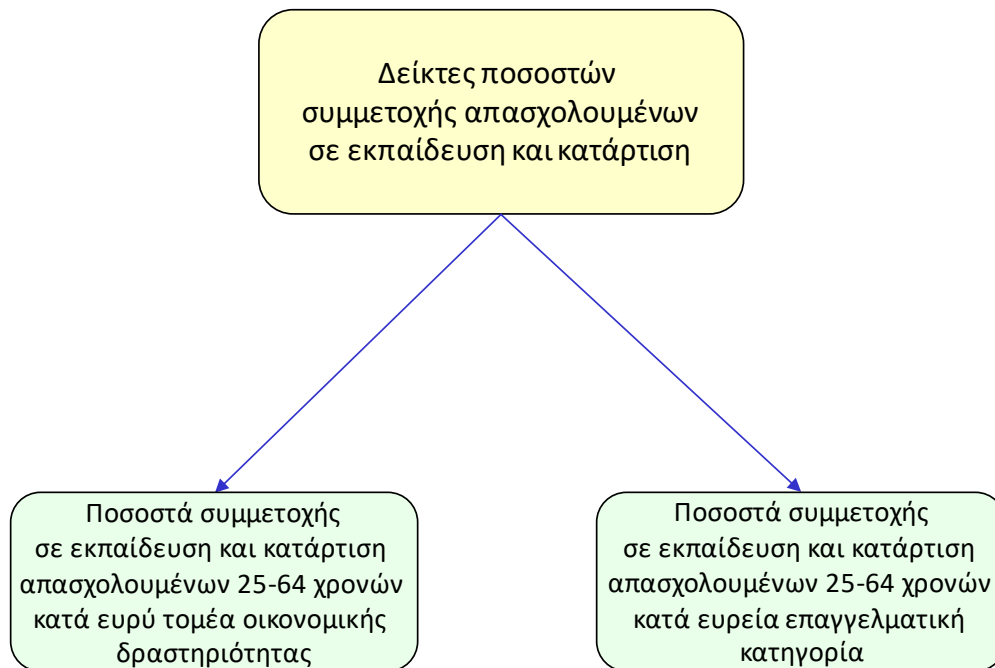 Δείκτες ποσοστών
συμμετοχής απασχολουμένων
σε εκπαίδευση και κατάρτιση
Ποσοστά συμμετοχής
σε εκπαίδευση και κατάρτιση
απασχολουμένων 25-64 χρονών
κατά ευρύ τομέα οικονομικής
δραστηριότητας
Ποσοστά συμμετοχής
σε εκπαίδευση και κατάρτιση
απασχολουμένων 25-64 χρονών
κατά ευρεία επαγγελματική
κατηγορία